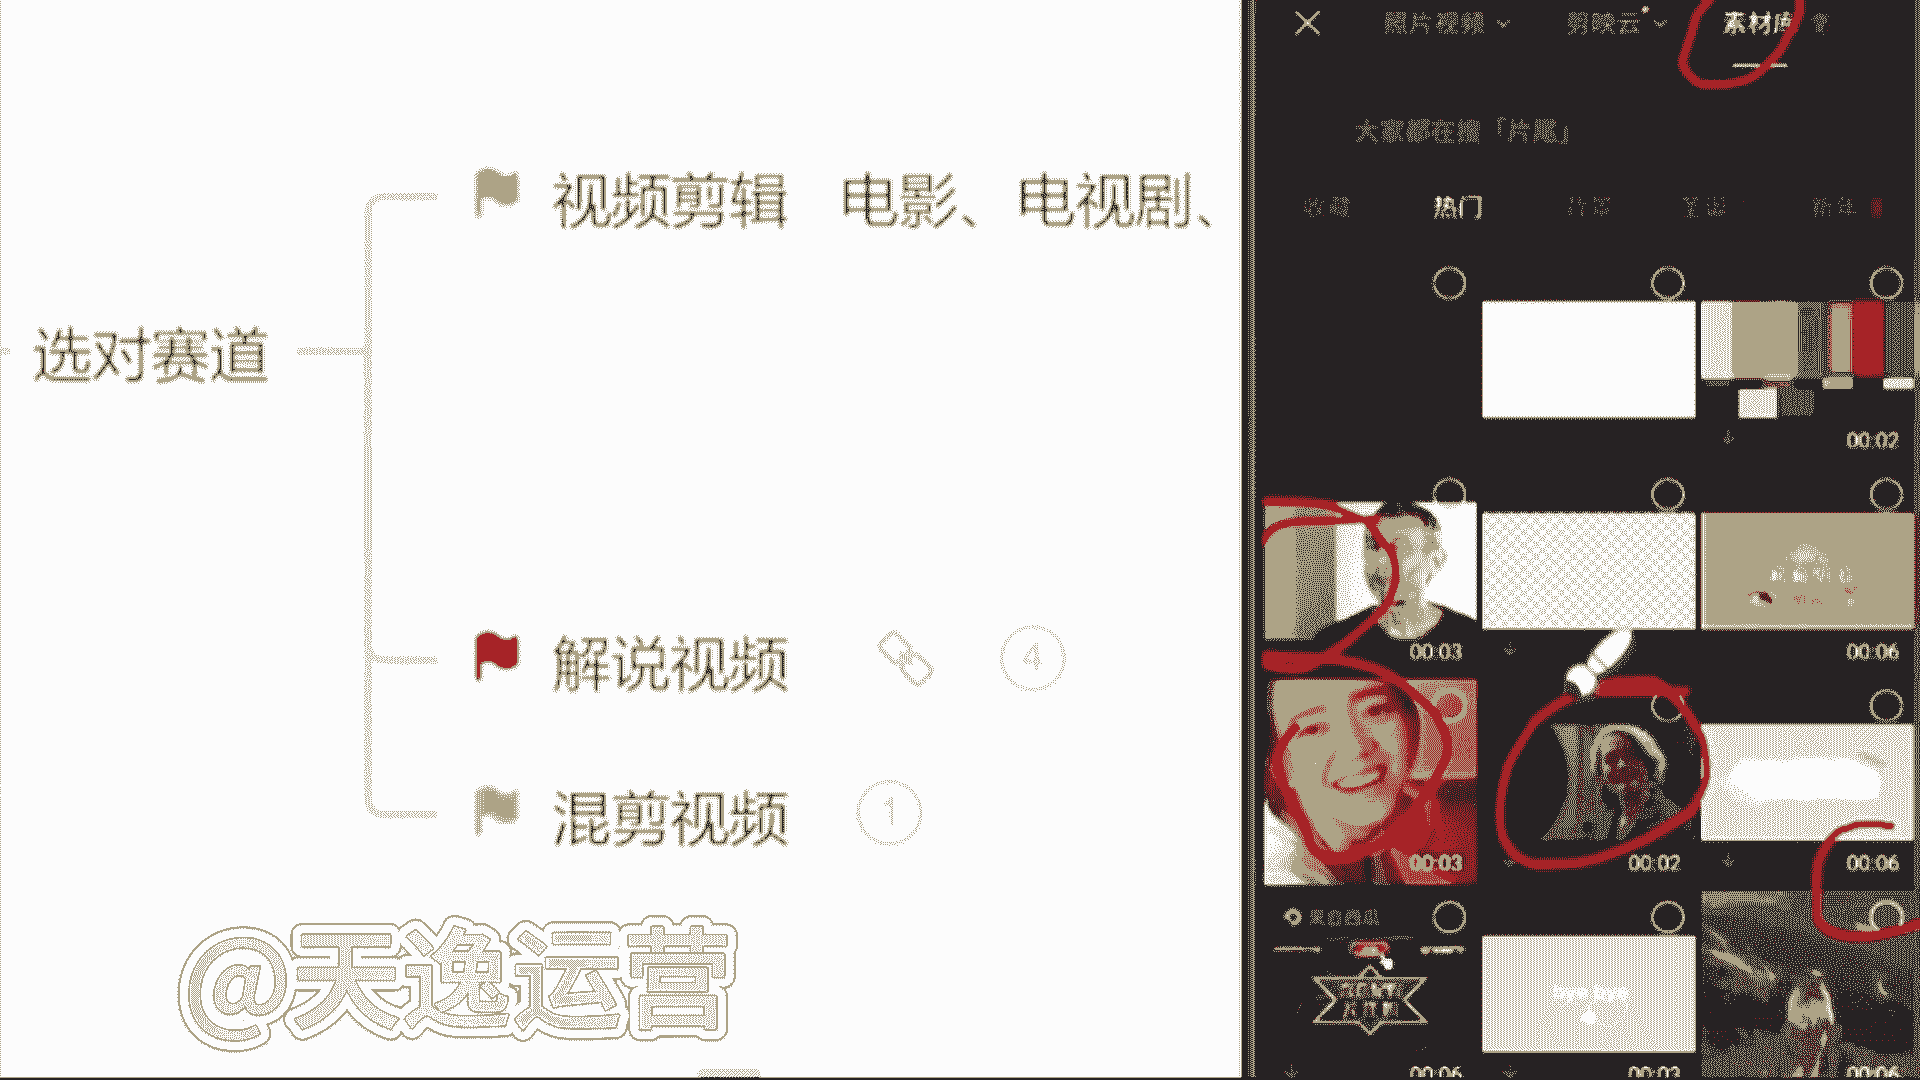 选对赛道
视频剪辑 电影、电视剧、
解说视频 4
混剪视频 1
@天逸运营
照片视频 剪映云 素材库
大家都在搜「片尾」
收藏 热门
00:02
00:03 00:06
00:03 00:02 00:06
bye bye
00:06 00:03 00:06